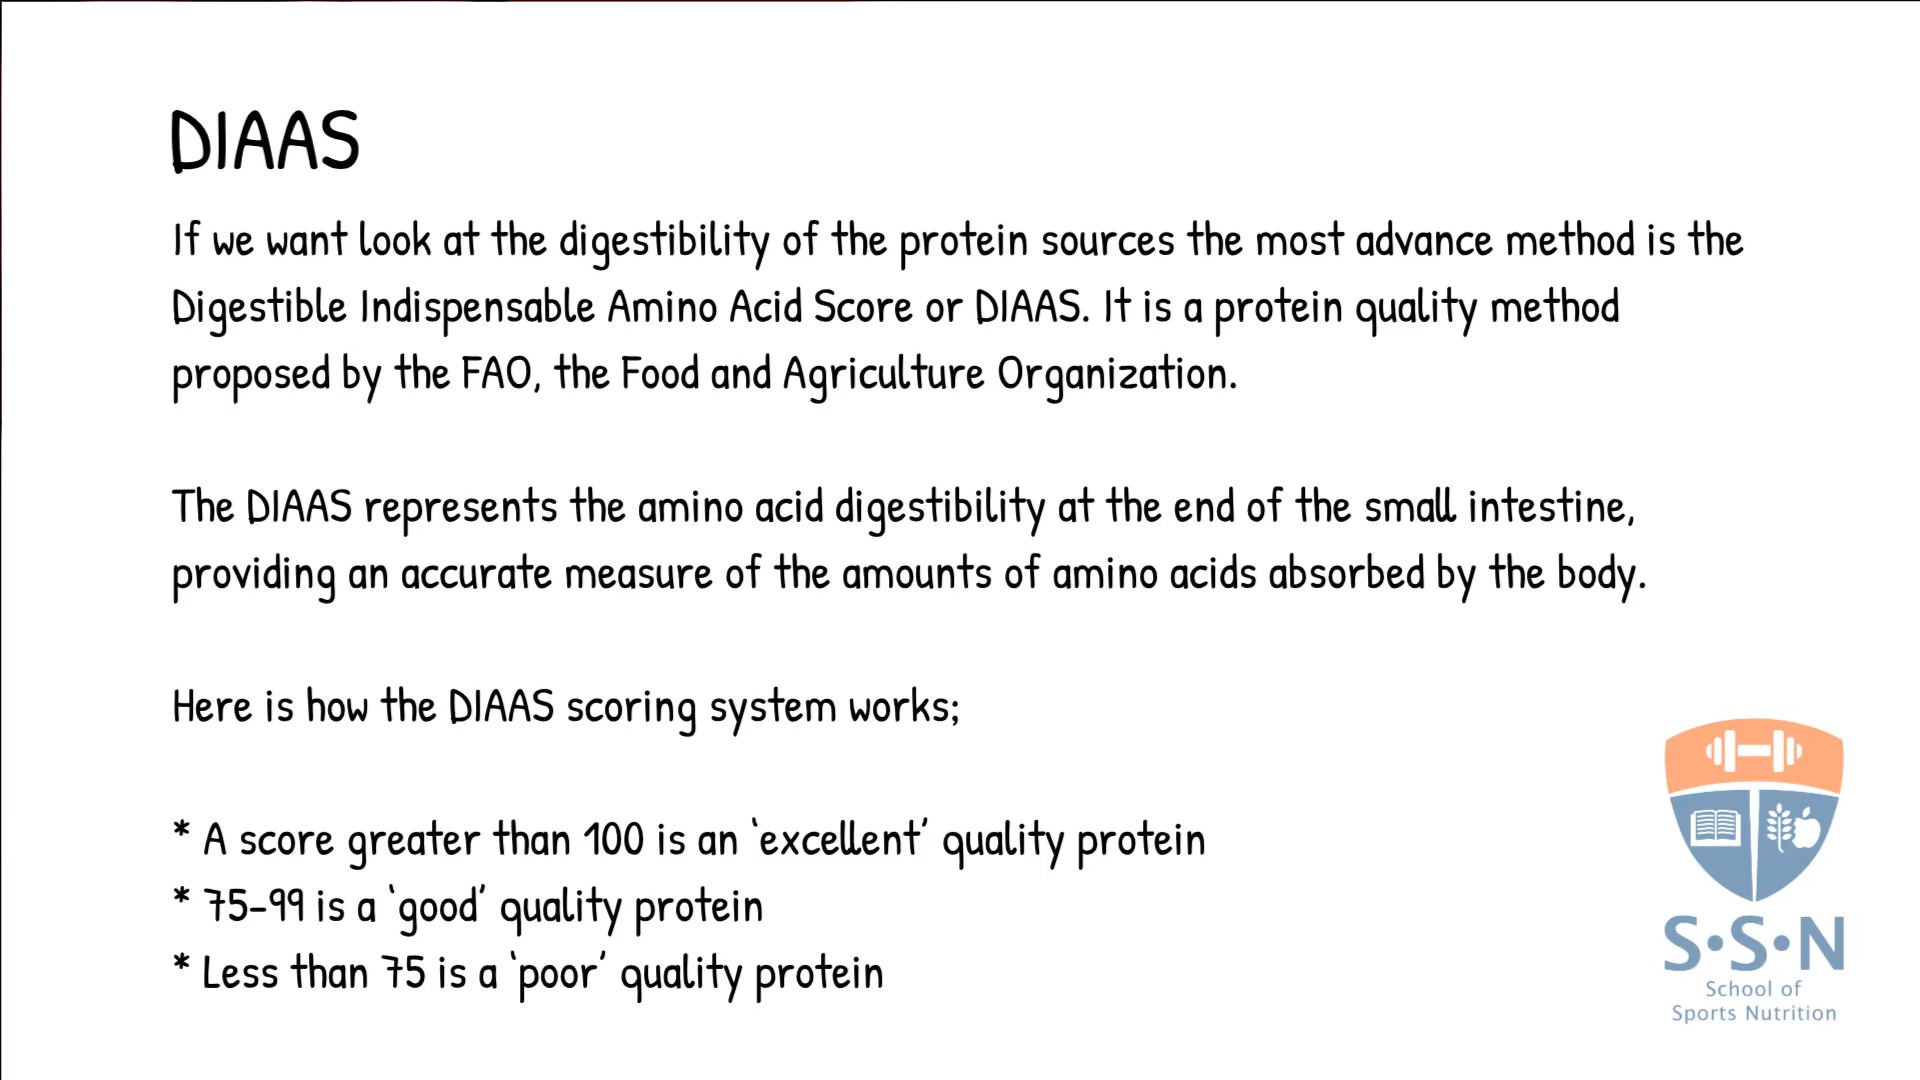 DIAAS
If we want look at the digestibility of the protein sources the most advance method is the
Digestible Indispensable Amino Acid Score or DIAAS. It is a protein quality method
proposed by the FAO, the Food and Agriculture Organization.
The DIAAS represents the amino acid digestibility at the end of the small intestine,
providing an accurate measure of the amounts of amino acids absorbed by the body.
Here is how the DIAAS scoring system works;
* A score greater than 100 is an ‘excellent’ quality protein
* 75-99 is a ‘good’ quality protein
* Less than 75 is a ‘poor’ quality protein
S•S•N
School of
Sports Nutrition